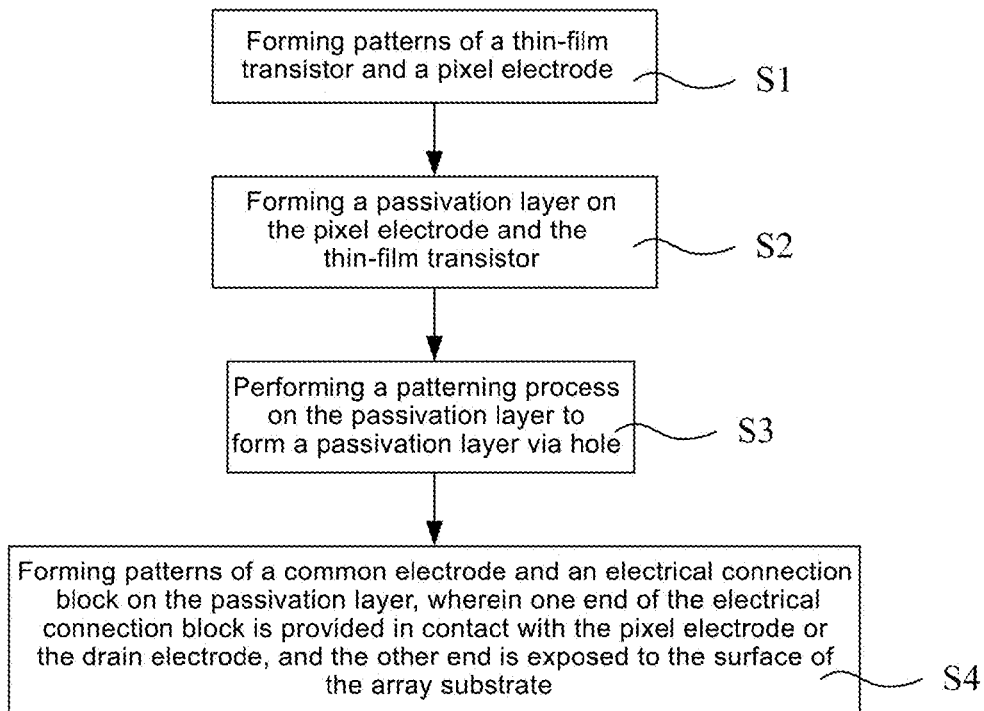 Forming patterns of a thin-film
transistor and a pixel electrode
S1
Forming a passivation layer on
the pixel electrode and the
thin-film transistor
S2
Performing a patterning process
on the passivation layer to
form a passivation layer via hole
S3
Forming patterns of a common electrode and an electrical connection
block on the passivation layer, wherein one end of the electrical
connection block is provided in contact with the pixel electrode or
the drain electrode, and the other end is exposed to the surface of
the array substrate
S4